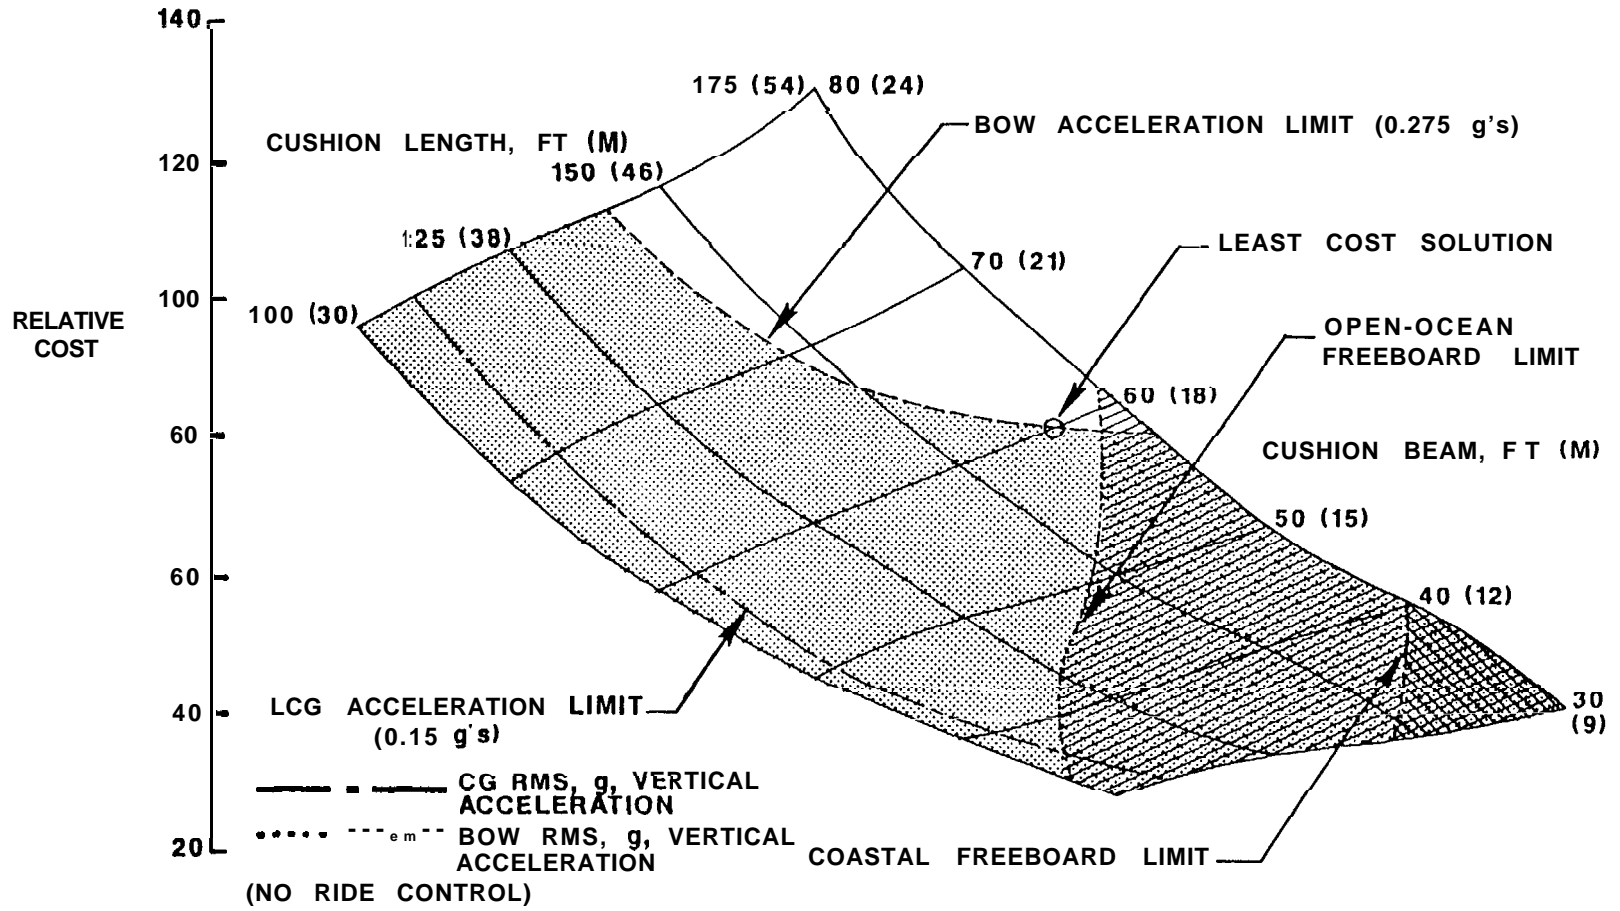 140
175 (54) 80 (24)
BOW ACCELERATION LIMIT (0.275 g's)
CUSHION LENGTH, FT (M)
120
150 (46)
125 (38)
LEAST COST SOLUTION
70 (21)
100
100 (30)
RELATIVE
COST
OPEN-OCEAN
FREEBOARD LIMIT
60 (18)
60
CUSHION BEAM, F T (M)
50 (15)
60
40 (12)
40
LCG ACCELERATION LIMIT
(0.15 g's)
30
(9)
CG RMS, g, VERTICAL
ACCELERATION
e m
BOW RMS, g, VERTICAL
ACCELERATION
20
COASTAL FREEBOARD LIMIT
(NO RIDE CONTROL)